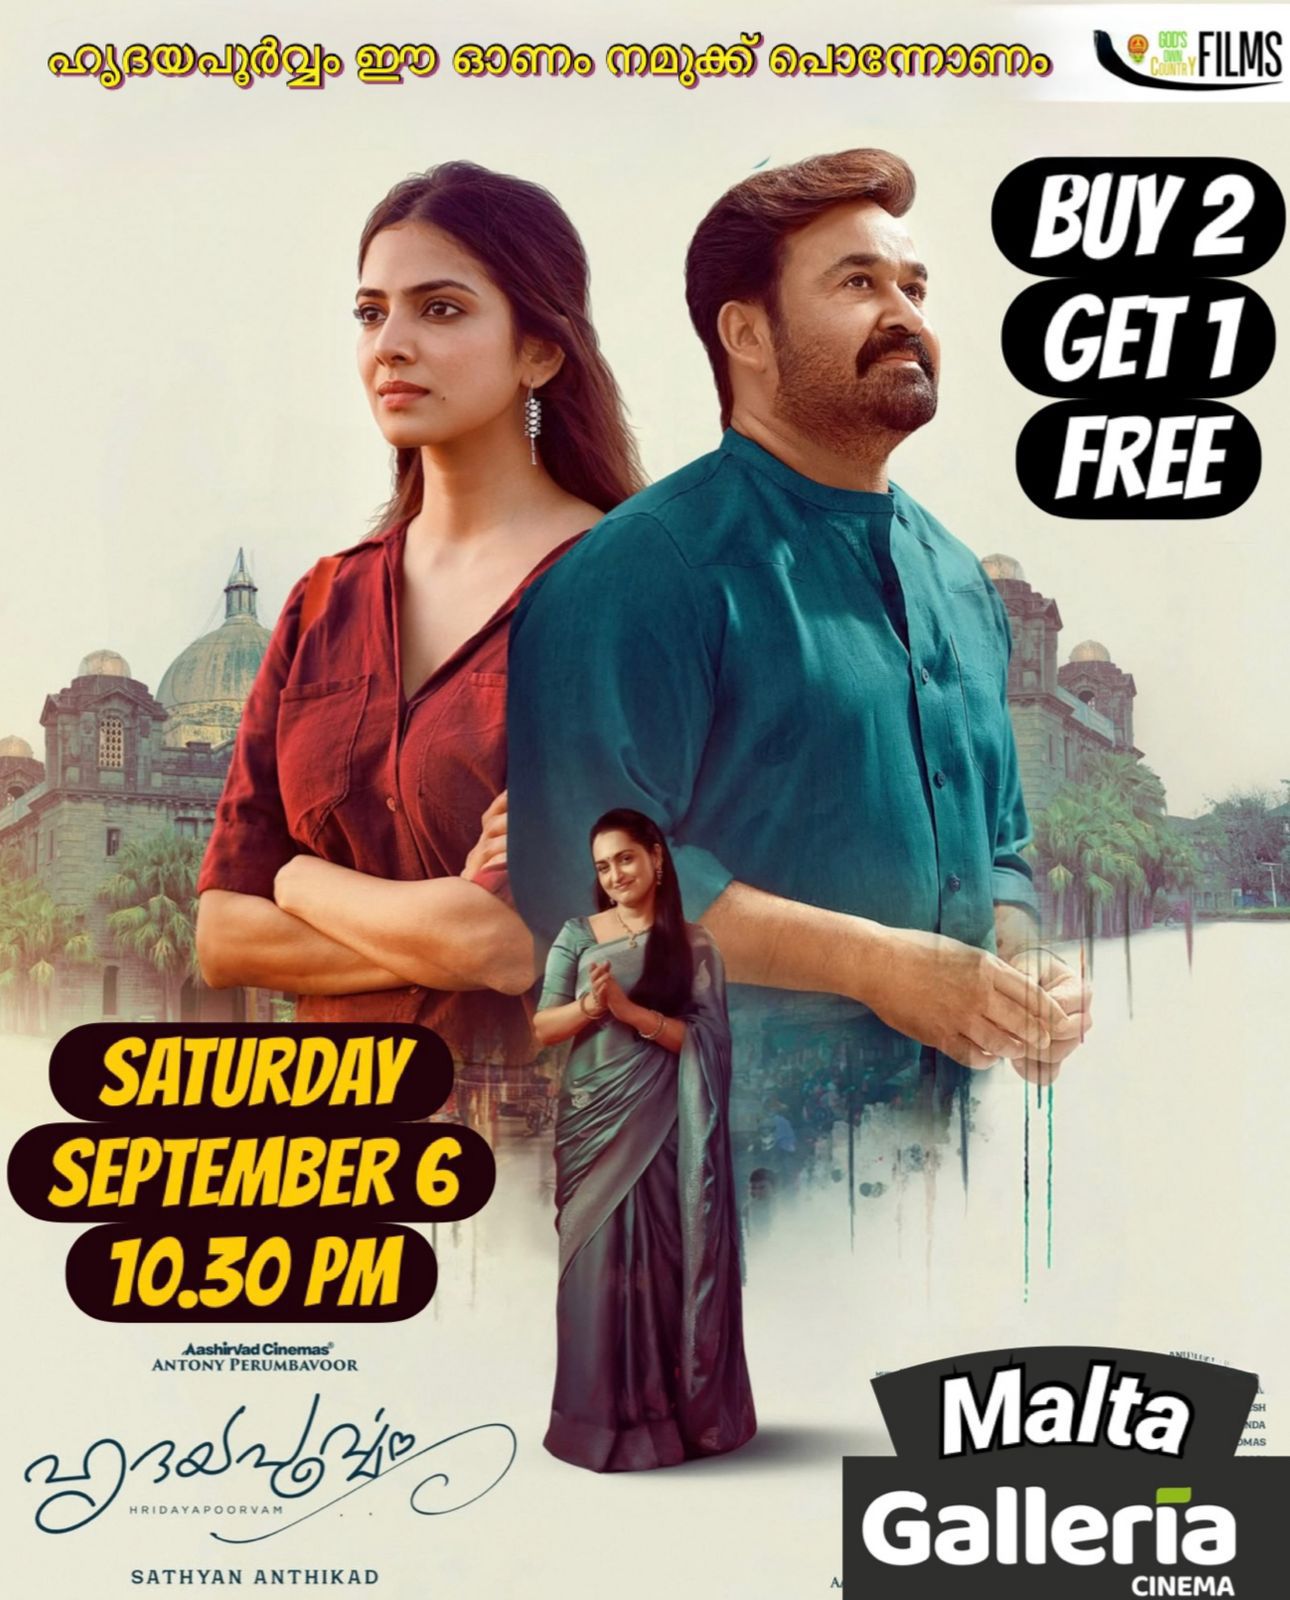 ഹൃദയപൂർവ്വം ഈ ഓണം നമുക്ക് പൊന്നോണം
GOD'S
OWN
COUNTRY
FILMS
BUY 2
GET 1
FREE
SATURDAY
SEPTEMBER 6
10.30 PM
AashirVad Cinemas®
ANTONY PERUMBAVOOR
ഹൃദയപൂർവ്വം
HRIDAYAPOORVAM
SATHYAN ANTHIKAD
Malta
Galleria
CINEMA